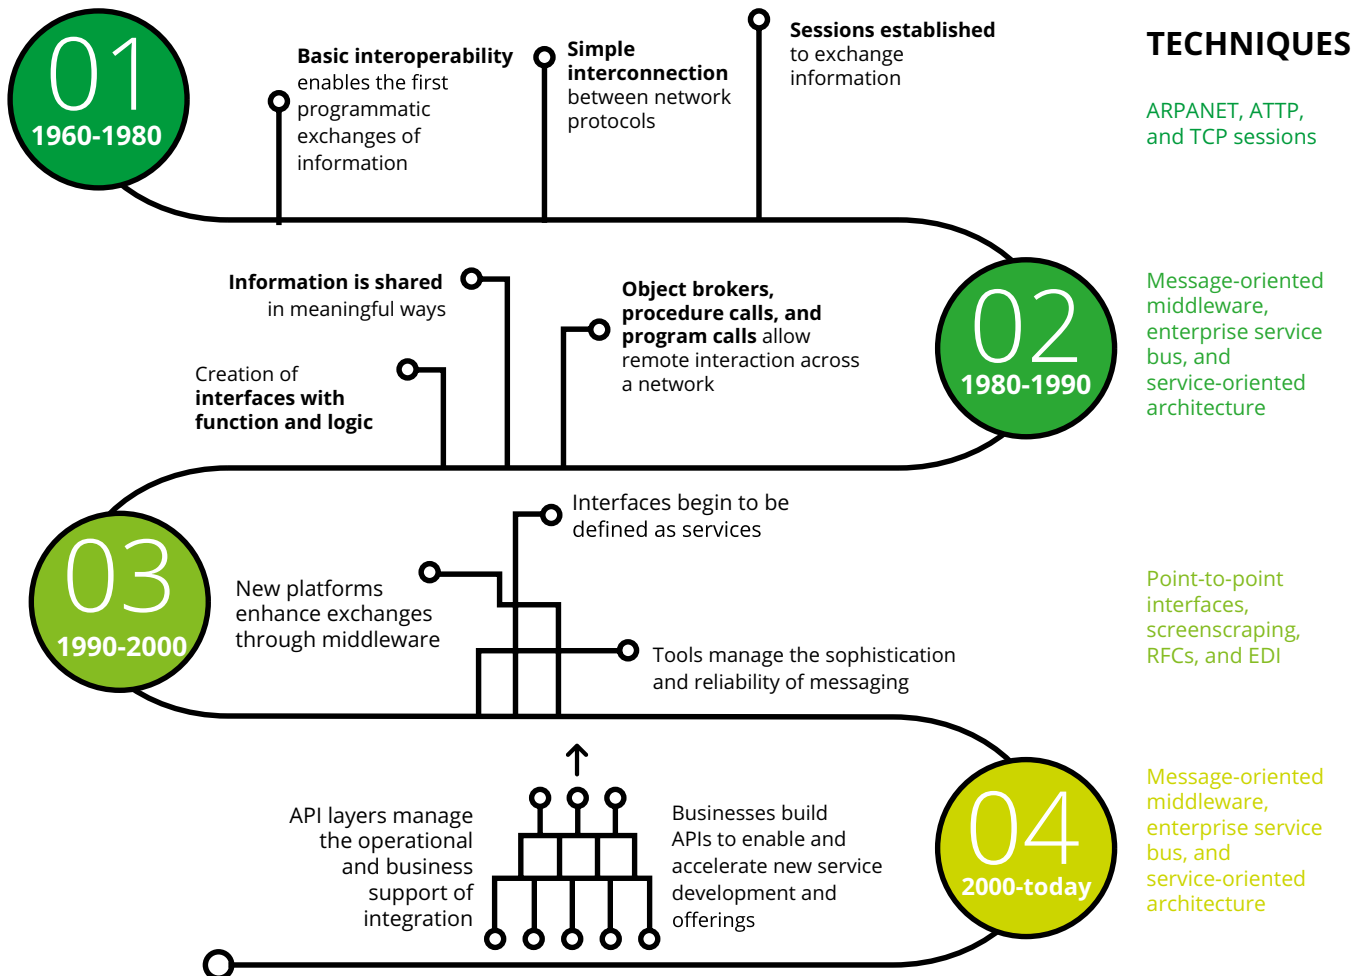 01
1960-1980
Basic interoperability
enables the first
programmatic
exchanges of
information
Simple
interconnection
between network
protocols
Sessions established
to exchange
information
TECHNIQUES
ARPANET, ATTP,
and TCP sessions
Information is shared
in meaningful ways
Creation of
interfaces with
function and logic
Object brokers,
procedure calls, and
program calls allow
remote interaction across
a network
02
1980-1990
Message-oriented
middleware,
enterprise service
bus, and
service-oriented
architecture
03
1990-2000
Interfaces begin to be
defined as services
New platforms
enhance exchanges
through middleware
Tools manage the sophistication
and reliability of messaging
Point-to-point
interfaces,
screenscraping,
RFCs, and EDI
API layers manage
the operational
and business
support of
integration
Businesses build
APIs to enable and
accelerate new service
development and
offerings
04
2000-today
Message-oriented
middleware,
enterprise service
bus, and
service-oriented
architecture